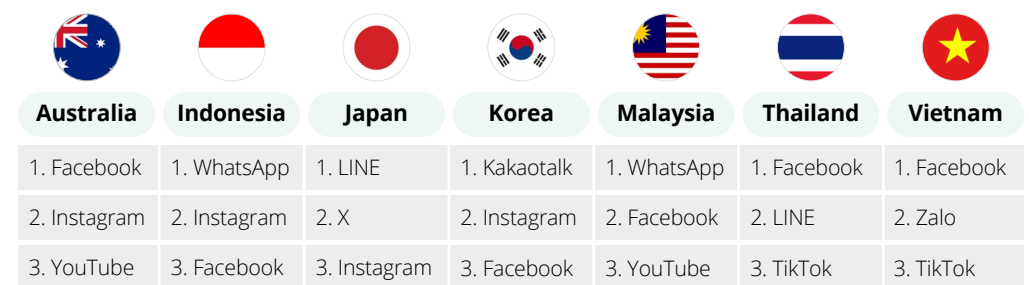 Australia Indonesia Japan Korea Malaysia Thailand Vietnam
1. Facebook 1. WhatsApp 1. LINE 1. Kakaotalk 1. WhatsApp 1. Facebook 1. Facebook
2. Instagram 2. Instagram 2. X 2. Instagram 2. Facebook 2. LINE 2. Zalo
3. YouTube 3. Facebook 3. Instagram 3. Facebook 3. YouTube 3. TikTok 3. TikTok